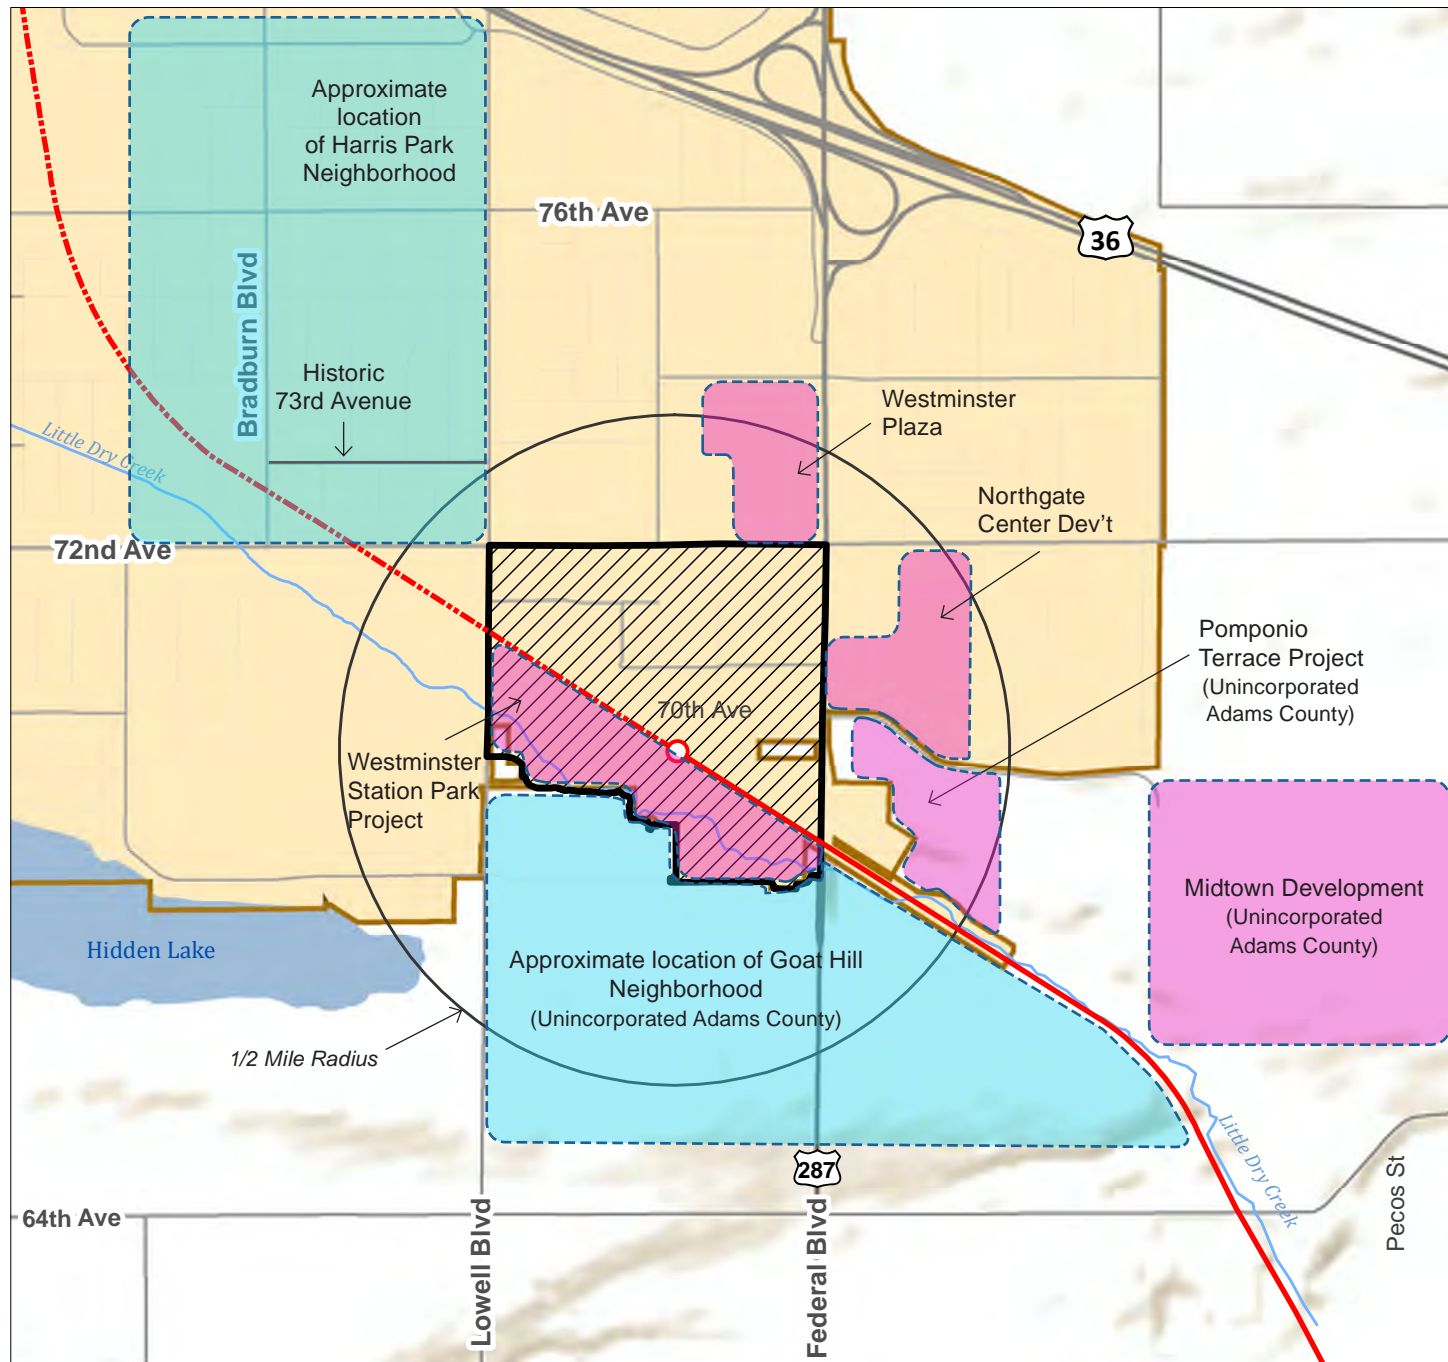 Approximate
location
of Harris Park
Neighborhood
76th Ave
36
Bradburn Blvd
Historic
73rd Avenue
Westminster
Plaza
Little Dry Creek
Northgate
Center Dev't
72nd Ave
Pomponio
Terrace Project
(Unincorporated
Adams County)
70th Ave
Westminster
Station Park
Project
Midtown Development
(Unincorporated
Adams County)
Hidden Lake
Approximate location of Goat Hill
Neighborhood
(Unincorporated Adams County)
1/2 Mile Radius
287
Little Dry Creek
Pecos St
64th Ave
Lowell Blvd
Federal Blvd